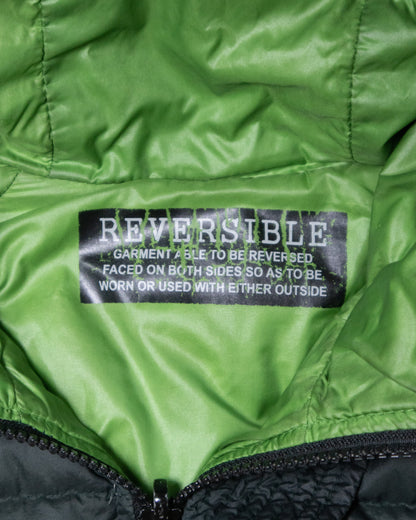 REVERSIBLE
GARMENT ABLE TO BE REVERSED
FACED ON BOTH SIDES SO AS TO BE
WORN OR USED WITH EITHER OUTSIDE